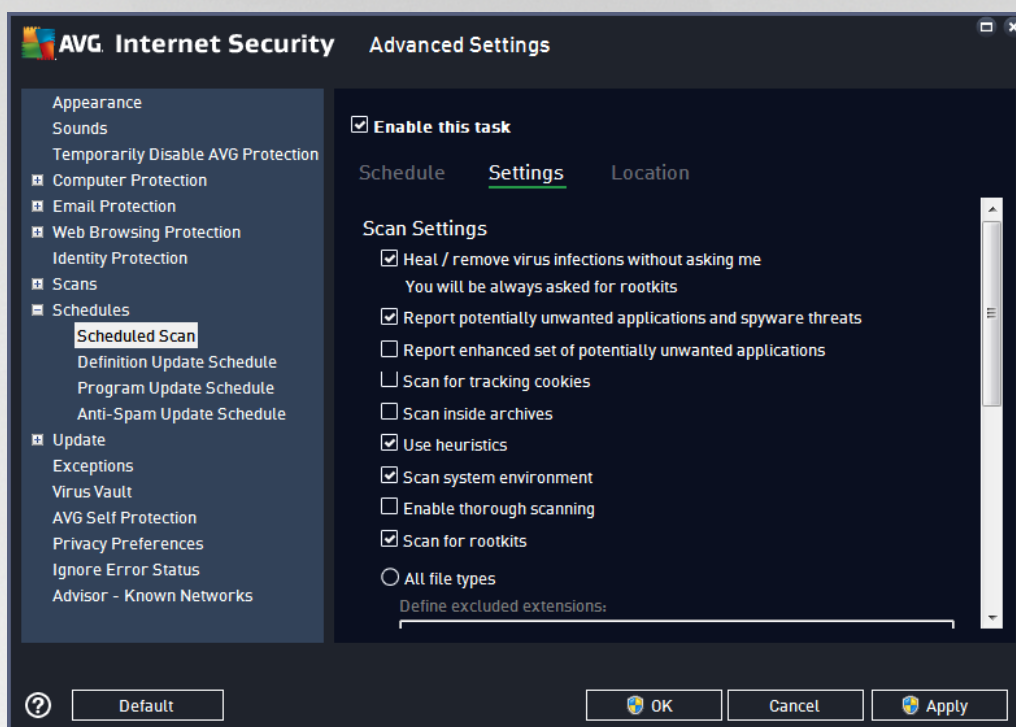 AVG. Internet Security Advanced Settings
Appearance
Sounds
Temporarily Disable AVG Protection
Computer Protection
Email Protection
Web Browsing Protection
Identity Protection
Scans
Schedules
Scheduled Scan
Definition Update Schedule
Program Update Schedule
Anti-Spam Update Schedule
Update
Exceptions
Virus Vault
AVG Self Protection
Privacy Preferences
Ignore Error Status
Advisor - Known Networks
Enable this task
Schedule Settings Location
Scan Settings
Heal / remove virus infections without asking me
You will be always asked for rootkits
Report potentially unwanted applications and spyware threats
Report enhanced set of potentially unwanted applications
Scan for tracking cookies
Scan inside archives
Use heuristics
Scan system environment
Enable thorough scanning
Scan for rootkits
All file types
Define excluded extensions:
? Default OK Cancel Apply